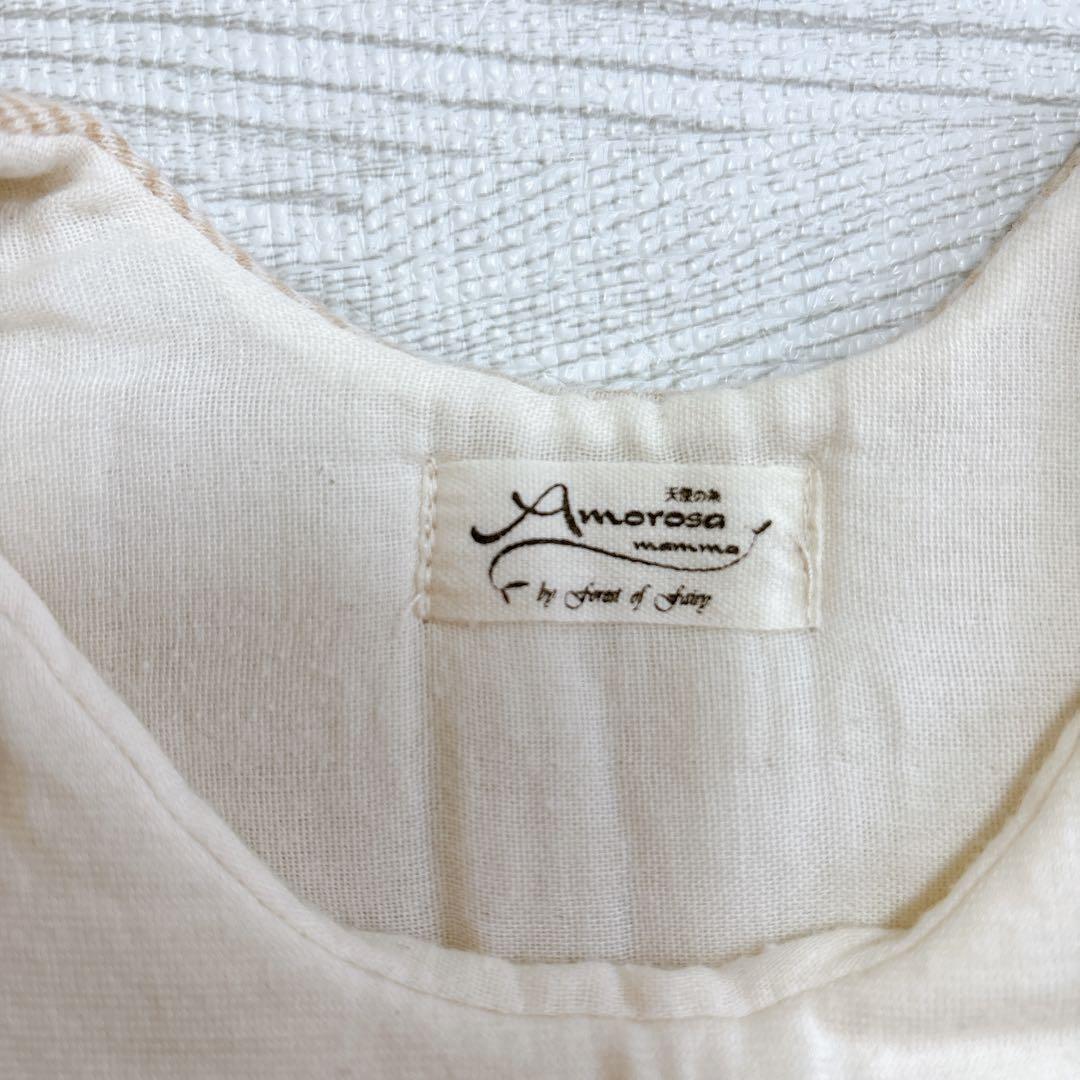 天使の糸
Amorosa
mamma
by Forest of Fairy